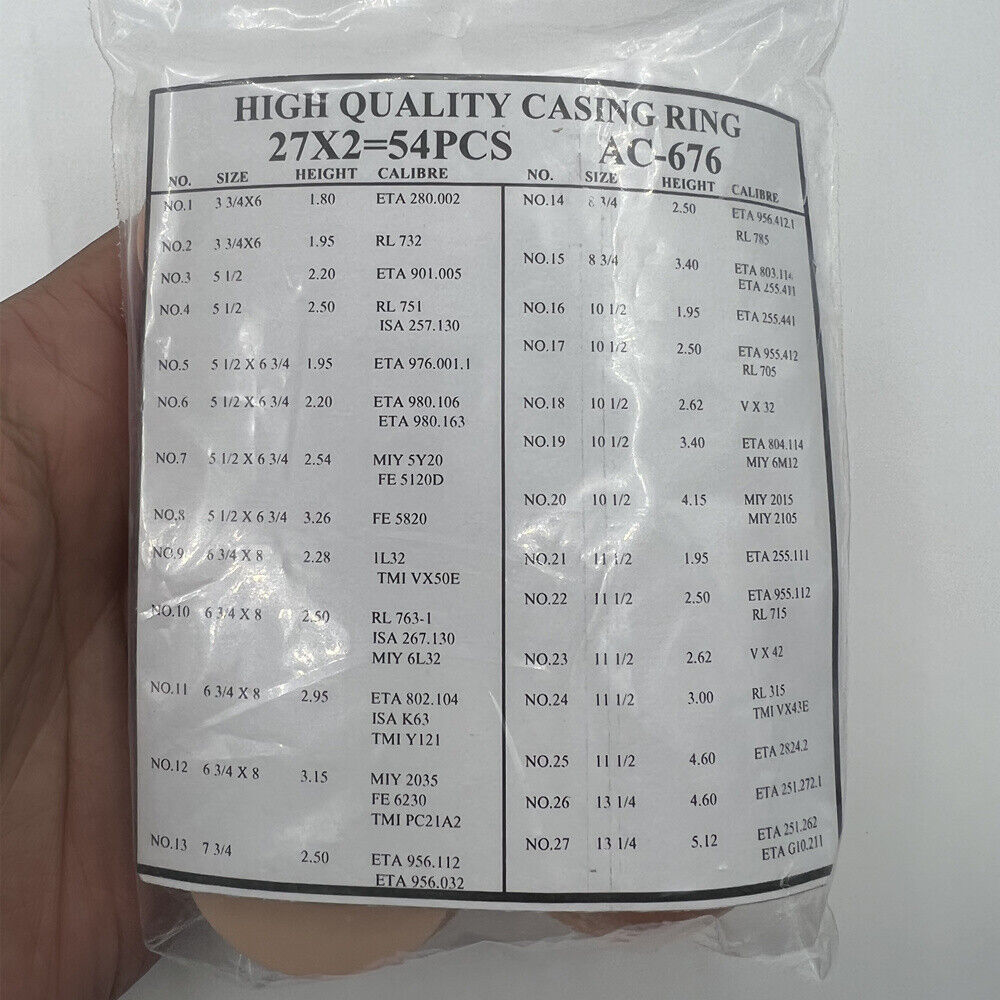 HIGH QUALITY CASING RING
27X2=54PCS AC-676
NO. SIZE HEIGHT CALIBRE
NO.1 3 3/4X6 1.80 ETA 280.002
NO.2 3 3/4X6 1.95 RL 732
NO.3 5 1/2 2.20 ETA 901.005
NO.4 5 1/2 2.50 RL 751
ISA 257.130
NO.5 5 1/2 X 6 3/4 1.95 ETA 976.001.1
NO.6 5 1/2 X 6 3/4 2.20 ETA 980.106
ETA 980.163
NO.7 5 1/2 X 6 3/4 2.54 MIY 5Y20
FE 5120D
NO.8 5 1/2 X 6 3/4 3.26 FE 5820
NO.9 6 3/4 X 8 2.28 1L32
TMI VX50E
NO.10 6 3/4 X 8 2.50 RL 763-1
ISA 267.130
MIY 6L32
NO.11 6 3/4 X 8 2.95 ETA 802.104
ISA K63
TMI Y121
NO.12 6 3/4 X 8 3.15 MIY 2035
FE 6230
TMI PC21A2
NO.13 7 3/4 2.50 ETA 956.112
ETA 956.032
NO. SIZE HEIGHT CALIBRE
NO.14 8 3/4 2.50 ETA 956.412.1
RL 785
NO.15 8 3/4 3.40 ETA 803.114
ETA 255.411
NO.16 10 1/2 1.95 ETA 255.441
NO.17 10 1/2 2.50 ETA 955.412
RL 705
NO.18 10 1/2 2.62 V X 32
NO.19 10 1/2 3.40 ETA 804.114
MIY 6M12
NO.20 10 1/2 4.15 MIY 2015
MIY 2105
NO.21 11 1/2 1.95 ETA 255.111
NO.22 11 1/2 2.50 ETA 955.112
RL 715
NO.23 11 1/2 2.62 V X 42
NO.24 11 1/2 3.00 RL 315
TMI VX43E
NO.25 11 1/2 4.60 ETA 2824.2
NO.26 13 1/4 4.60 ETA 251.272.1
NO.27 13 1/4 5.12 ETA 251.262
ETA G10.211